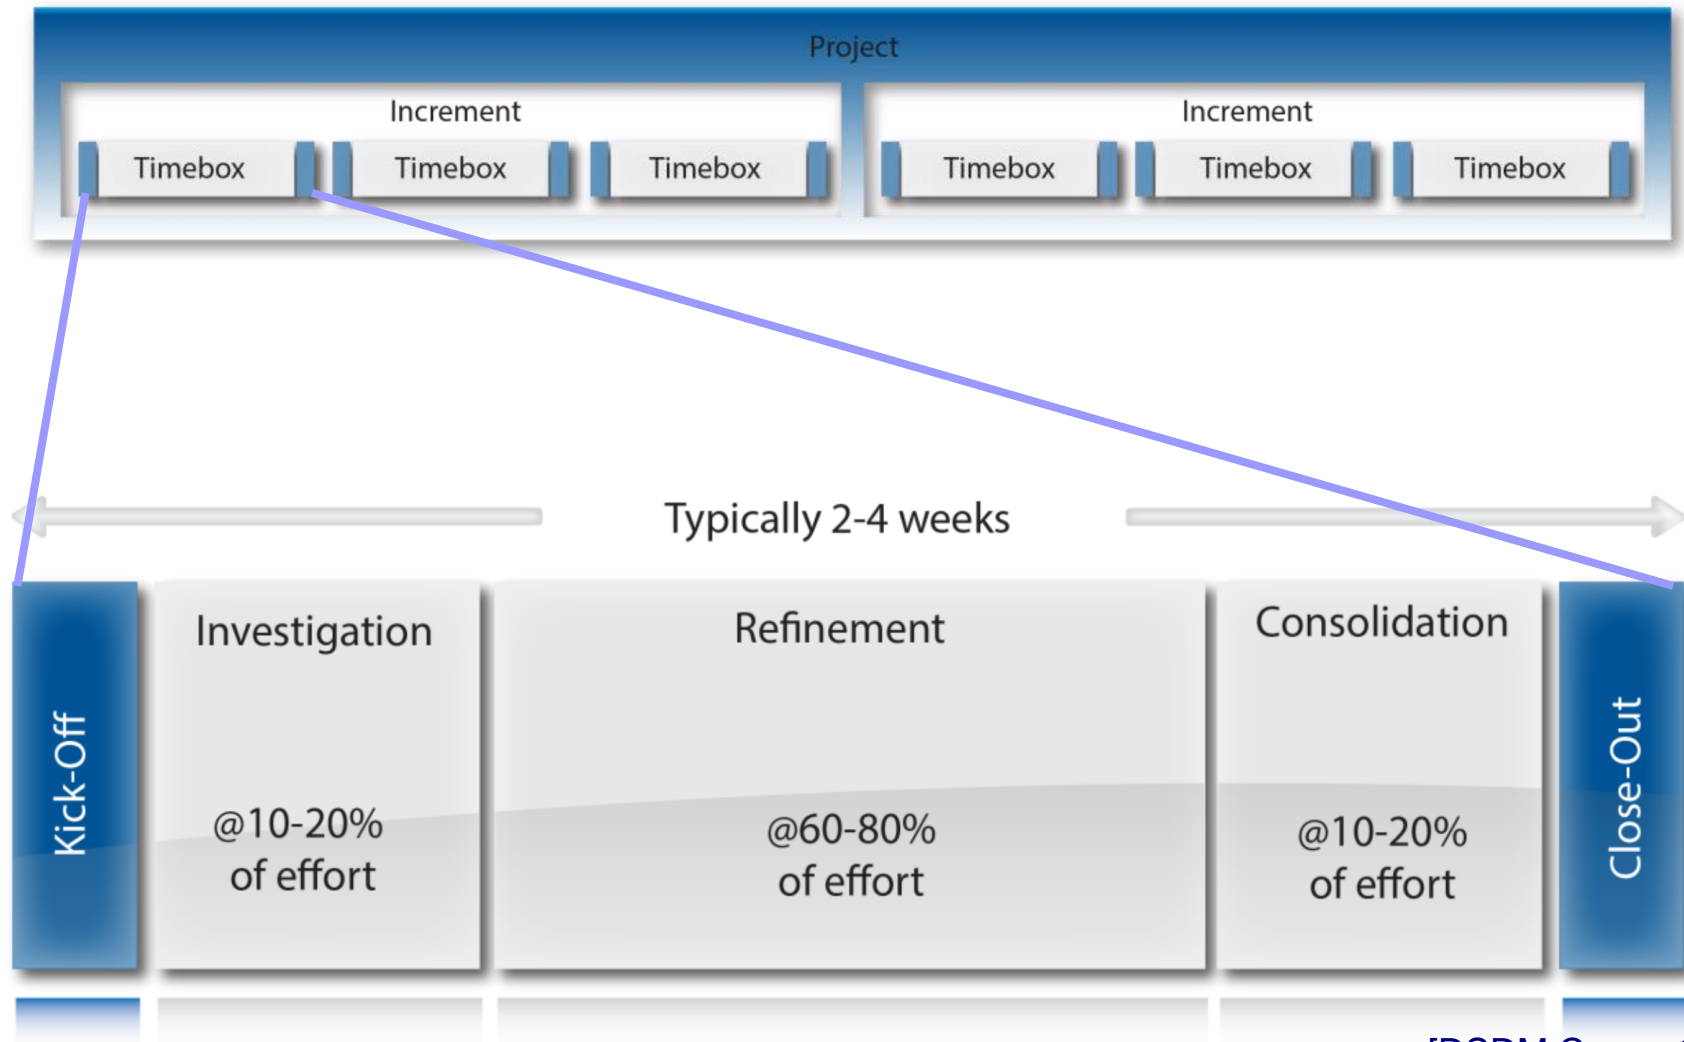 Project
Increment
Increment
Timebox
Timebox
Timebox
Timebox
Timebox
Timebox
Typically 2-4 weeks
Kick-Off
Investigation
@10-20%
of effort
Refinement
@60-80%
of effort
Consolidation
@10-20%
of effort
Close-Out
[DSDM